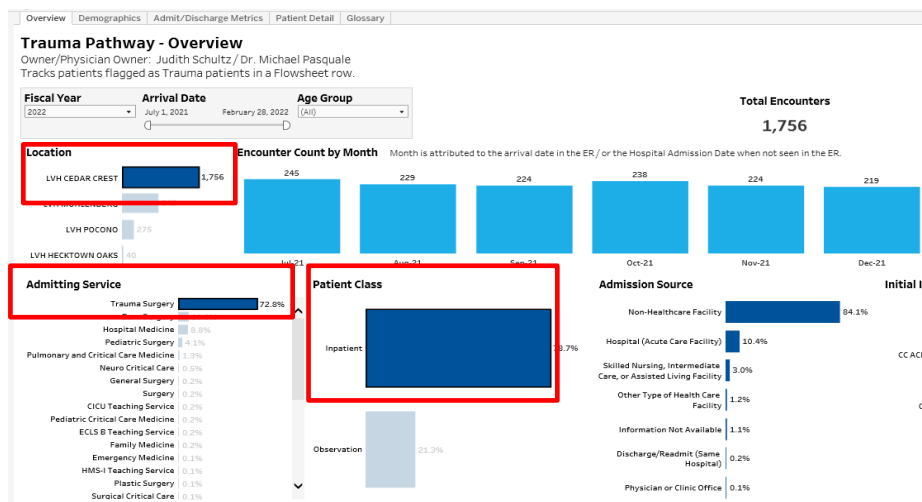 Overview Demographics Admit/Discharge Metrics Patient Detail Glossary
Trauma Pathway - Overview
Owner/Physician Owner: Judith Schultz / Dr. Michael Pasquale
Tracks patients flagged as Trauma patients in a Flowsheet row.
Fiscal Year Arrival Date Age Group
2022 July 1, 2021 February 28, 2022 (All)
Total Encounters
1,756
Location
LVH CEDAR CREST 1,756
LVH POCONO 275
LVH HECKTOWN OAKS 40
Encounter Count by Month Month is attributed to the arrival date in the ER / or the Hospital Admission Date when not seen in the ER.
245 229 224 238 224 219
Jul-21 Aug-21 Sep-21 Oct-21 Nov-21 Dec-21
Admitting Service
Trauma Surgery 72.8%
Hospital Medicine 8.8%
Pediatric Surgery 4.1%
Pulmonary and Critical Care Medicine 1.3%
Neuro Critical Care 0.5%
General Surgery 0.2%
Surgery 0.2%
CICU Teaching Service 0.2%
Pediatric Critical Care Medicine 0.2%
ECLS B Teaching Service 0.2%
Family Medicine 0.2%
Emergency Medicine 0.1%
HMS-I Teaching Service 0.1%
Plastic Surgery 0.1%
Surgical Critical Care 0.1%
Patient Class
Inpatient
Observation 21.3%
Admission Source
Non-Healthcare Facility 84.1%
Hospital (Acute Care Facility) 10.4%
Skilled Nursing, Intermediate
Care, or Assisted Living Facility 3.0%
Other Type of Health Care
Facility 1.2%
Information Not Available 1.1%
Discharge/Readmit (Same
Hospital) 0.2%
Physician or Clinic Office 0.1%
Initial